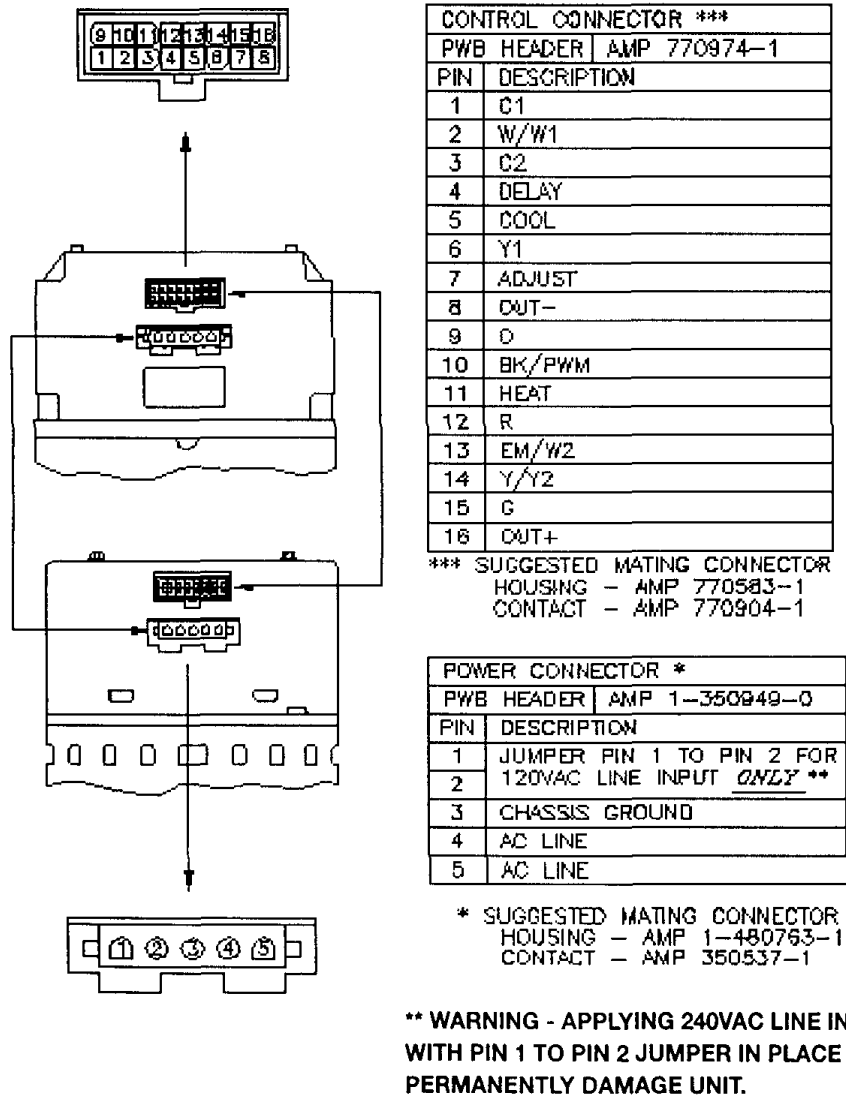 9 10 11 12 13 14 15 16
1 2 3 4 5 6 7 8
CONTROL CONNECTOR ***
PWB HEADER AMP 770974-1
PIN DESCRIPTION
1 C1
2 W/W1
3 C2
4 DELAY
5 COOL
6 Y1
7 ADJUST
8 OUT-
9 O
10 BK/PWM
11 HEAT
12 R
13 EM/W2
14 Y/Y2
15 G
16 OUT+
*** SUGGESTED MATING CONNECTOR
HOUSING - AMP 770583-1
CONTACT - AMP 770904-1
POWER CONNECTOR *
PWB HEADER AMP 1-350949-0
PIN DESCRIPTION
1 JUMPER PIN 1 TO PIN 2 FOR
2 120VAC LINE INPUT ONLY **
3 CHASSIS GROUND
4 AC LINE
5 AC LINE
* SUGGESTED MATING CONNECTOR
HOUSING - AMP 1-480763-1
CONTACT - AMP 350537-1
1 2 3 4 5
** WARNING - APPLYING 240VAC LINE IN
WITH PIN 1 TO PIN 2 JUMPER IN PLACE
PERMANENTLY DAMAGE UNIT.